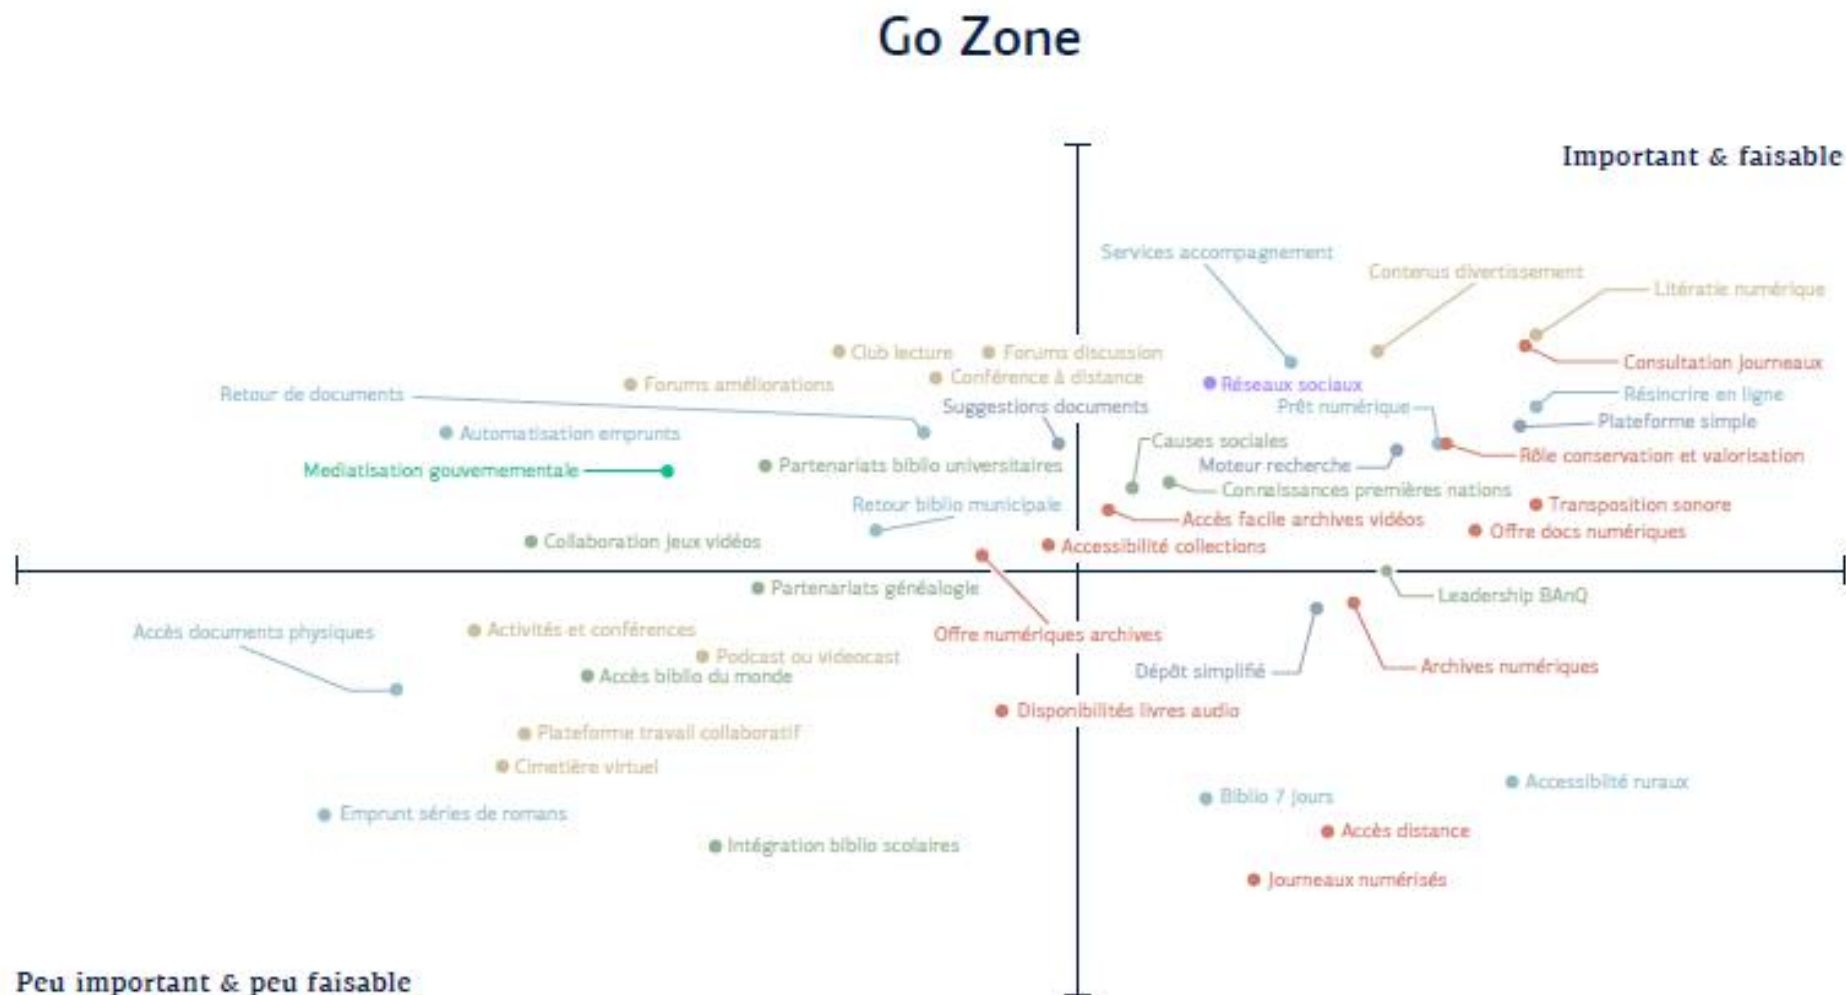 Go Zone
Important & faisable
Services accompagnement
Contenus divertissement
Litératie numérique
Club lecture
Forums discussion
Consultation Journeaux
Forums améliorations
Conférence à distance
Réseaux sociaux
Retour de documents
Résincrire en ligne
Suggestions documents
Prêt numérique
Plateforme simple
Automatisation emprunts
Causes sociales
Rôle conservation et valorisation
Mediatisation gouvernementale
Partenariats biblio universitaires
Moteur recherche
Connaissances premières nations
Retour biblio municipale
Transposition sonore
Accès facile archives vidéos
Offre docs numériques
Collaboration jeux vidéos
Accessibilité collections
Partenariats généalogie
Leadership BAnQ
Accès documents physiques
Activités et conférences
Offre numériques archives
Podcast ou videocast
Archives numériques
Dépôt simplifié
Accès biblio du monde
Disponibilités livres audio
Plateforme travail collaboratif
Cimetière virtuel
Accessibilté ruraux
Biblio 7 jours
Emprunt séries de romans
Accès distance
Intégration biblio scolaires
Journeaux numérisés
Peu important & peu faisable